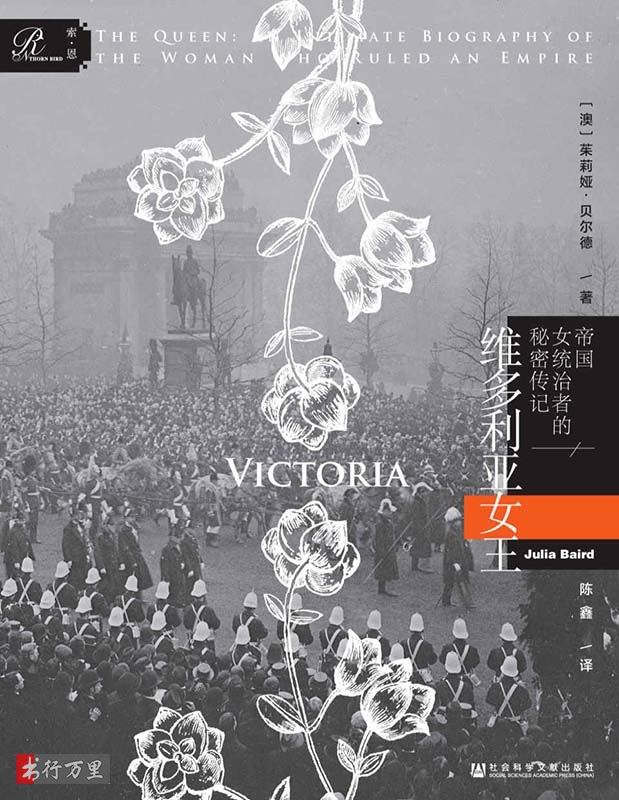 R
THORN BIRD
索·恩
THE QUEEN: AN INTIMATE BIOGRAPHY OF
THE WOMAN WHO RULED AN EMPIRE
[澳]茱莉娅·贝尔德 / 著
帝国
女统治者的
秘密传记
维多利亚女王
VICTORIA
Julia Baird
陈鑫 / 译
书行万里
社会科学文献出版社
SOCIAL SCIENCES ACADEMIC PRESS (CHINA)